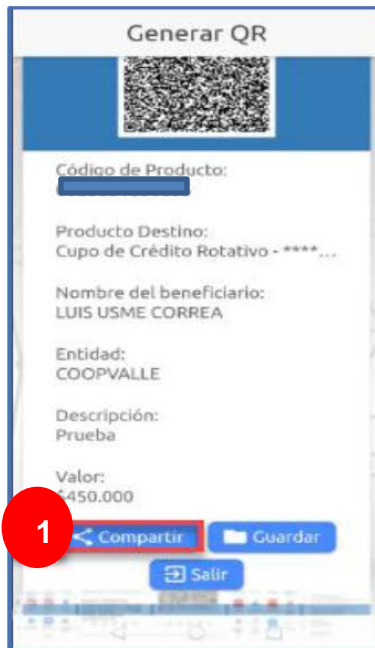 Generar QR
Código de Producto:
Producto Destino:
Cupo de Crédito Rotativo - ****...
Nombre del beneficiario:
LUIS USME CORREA
Entidad:
COOPVALLE
Descripción:
Prueba
Valor:
$450.000
1
Compartir
Guardar
Salir